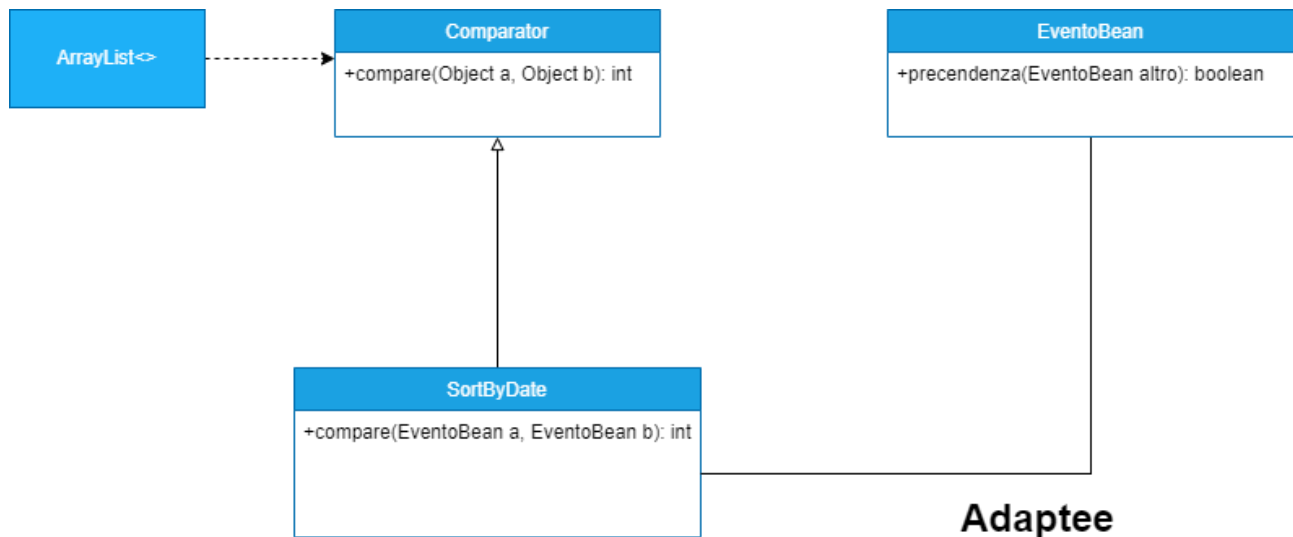 ArrayList<>
Comparator
+compare(Object a, Object b): int
EventoBean
+precendenza(EventoBean altro): boolean
SortByDate
+compare(EventoBean a, EventoBean b): int
Adaptee